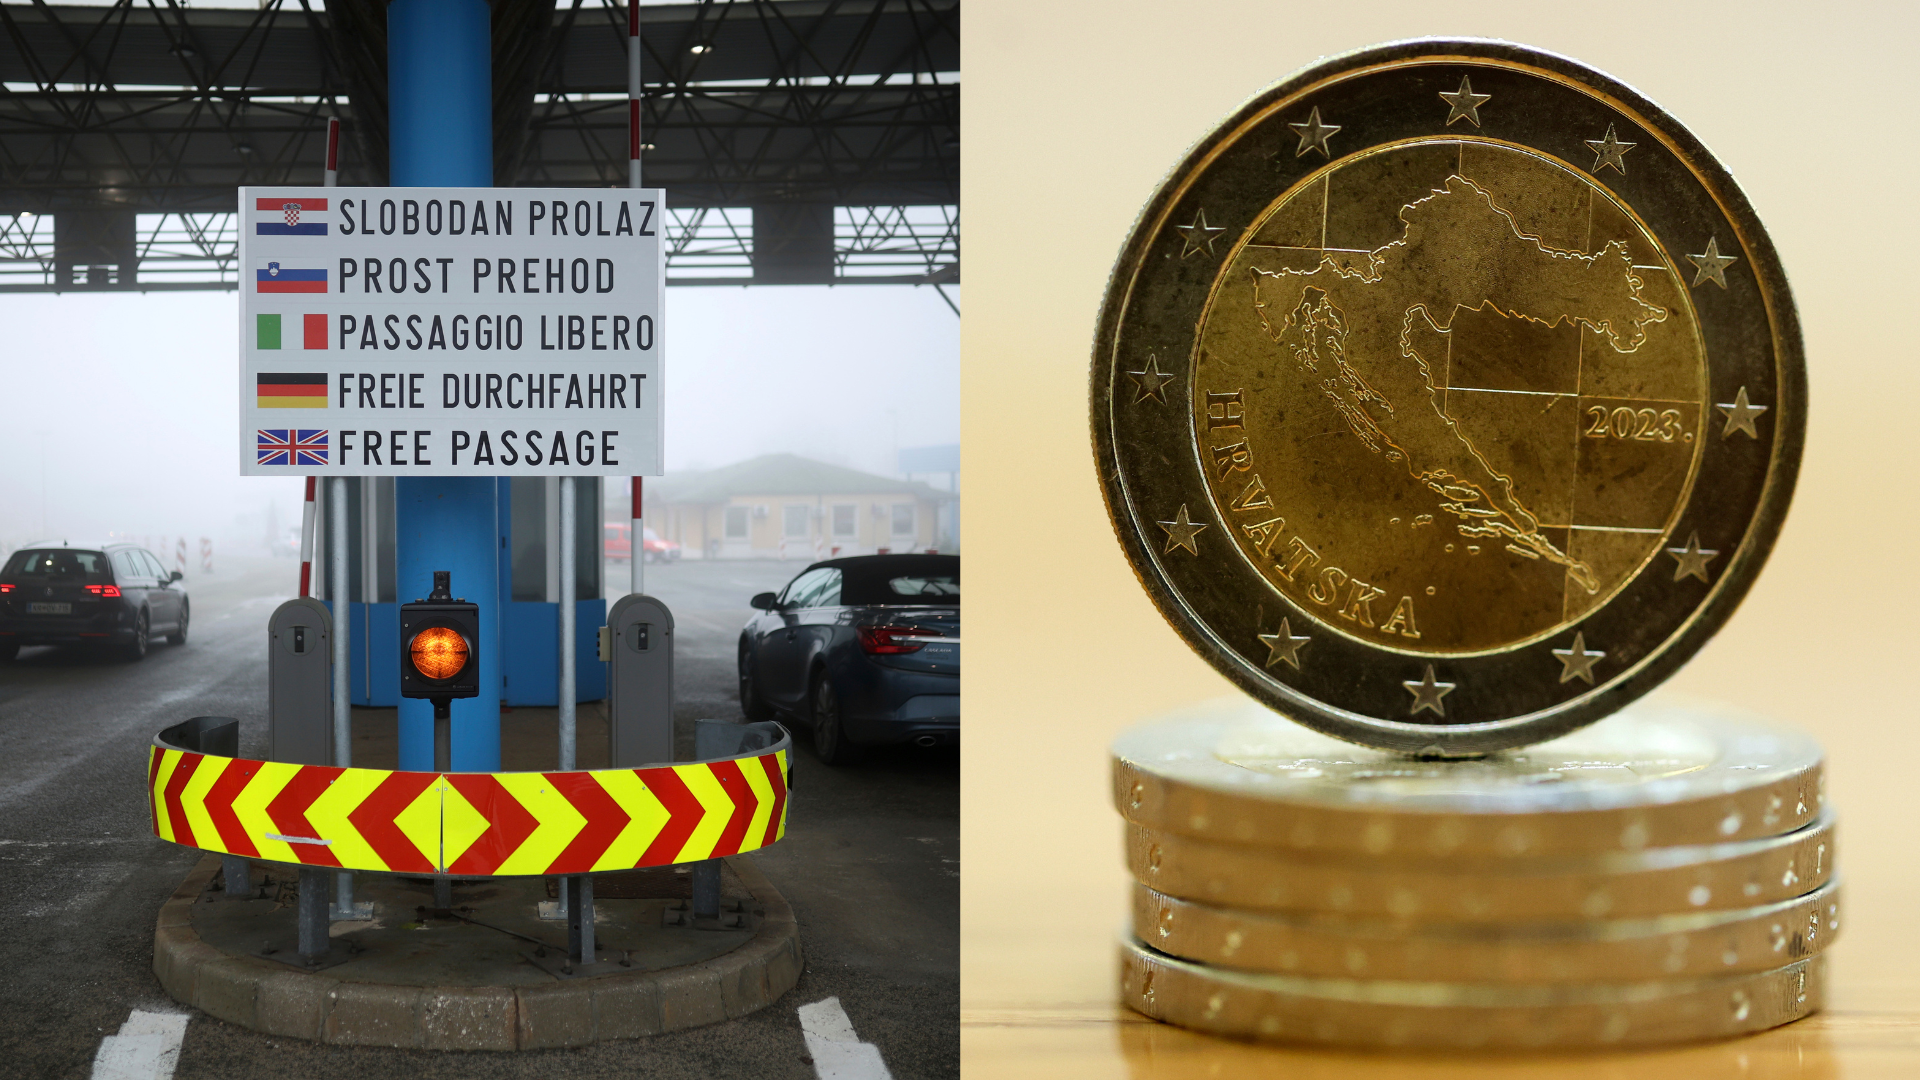 SLOBODAN PROLAZ
PROST PREHOD
PASSAGGIO LIBERO
FREIE DURCHFAHRT
FREE PASSAGE
2023.
HRVATSKA